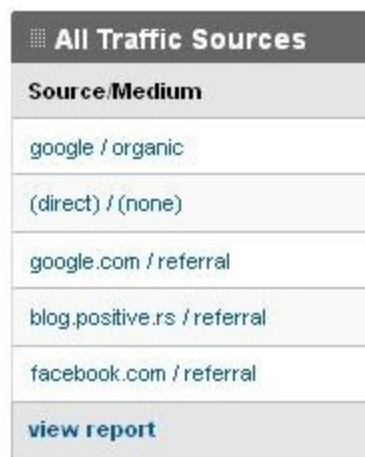 All Traffic Sources
Source/Medium
google / organic
(direct) / (none)
google.com / referral
blog.positive.rs / referral
facebook.com / referral
view report